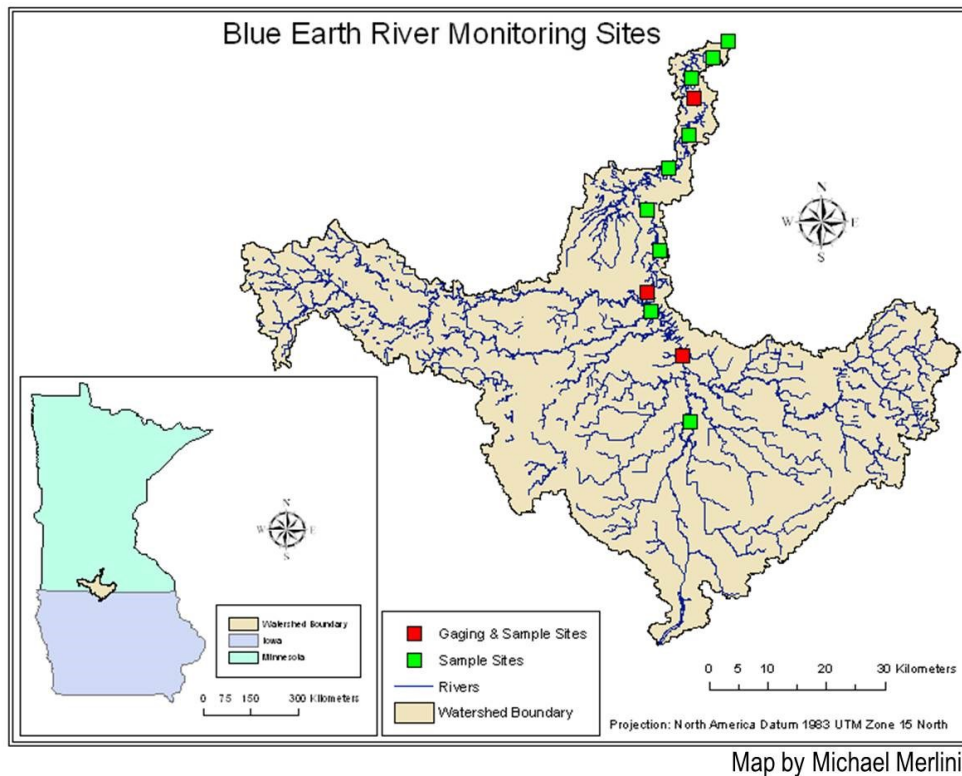 Blue Earth River Monitoring Sites
N
W E
S
N
W E
S
Watershed Boundary
Iowa
Minnesota
0 75 150 300 Kilometers
Gaging & Sample Sites
Sample Sites
Rivers
Watershed Boundary
0 5 10 20 30 Kilometers
Projection: North America Datum 1983 UTM Zone 15 North
Map by Michael Merlini